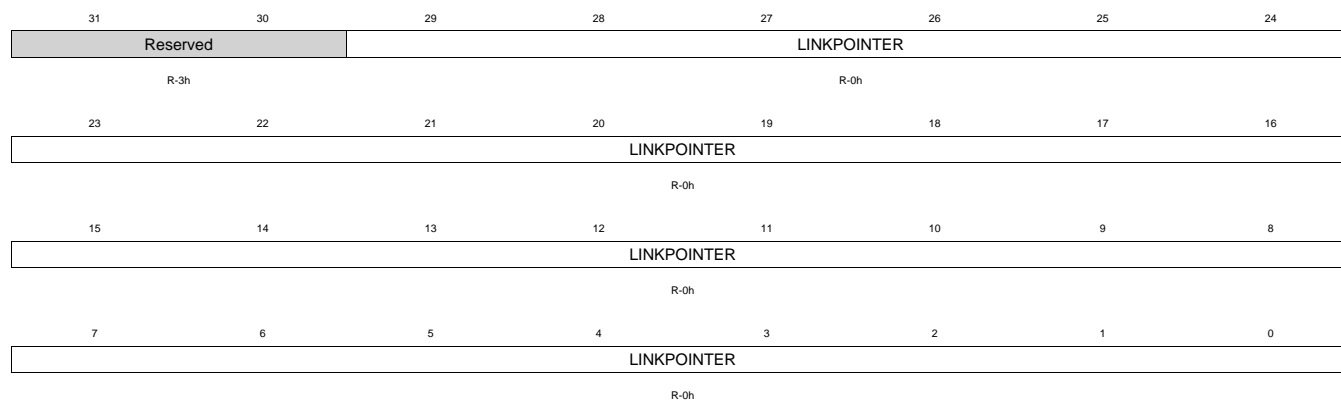 31 30 29 28 27 26 25 24
Reserved LINKPOINTER
R-3h R-0h
23 22 21 20 19 18 17 16
LINKPOINTER
R-0h
15 14 13 12 11 10 9 8
LINKPOINTER
R-0h
7 6 5 4 3 2 1 0
LINKPOINTER
R-0h